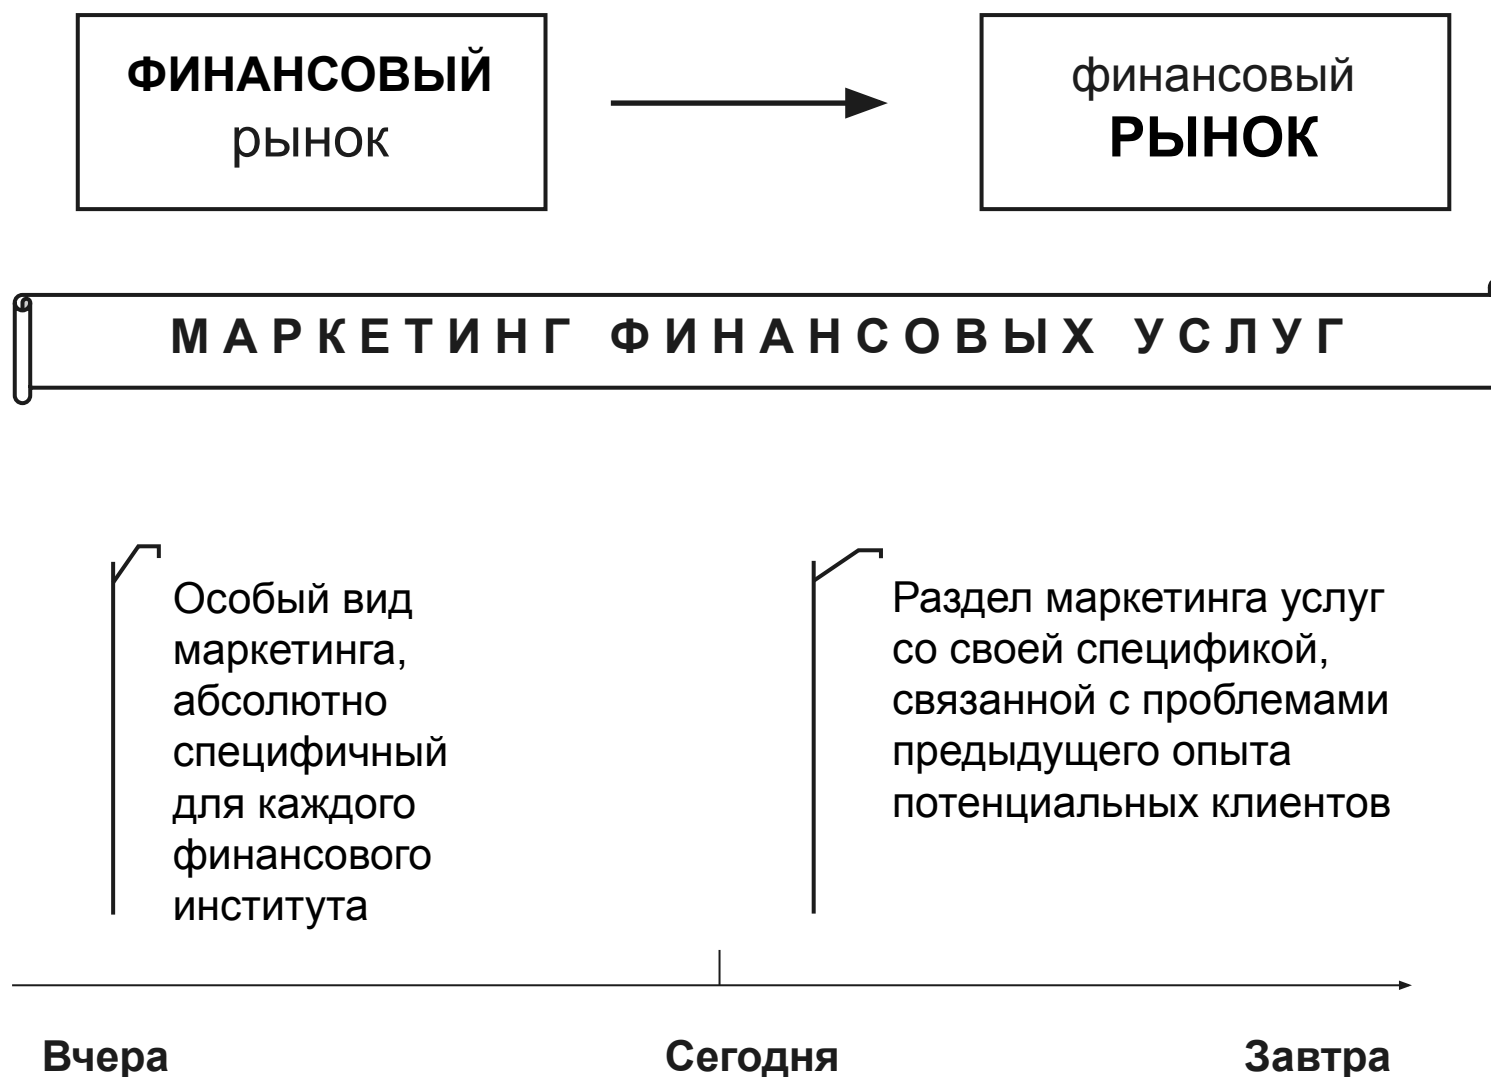 ФИНАНСОВЫЙ
рынок
финансовый
РЫНОК
МАРКЕТИНГ ФИНАНСОВЫХ УСЛУГ
Особый вид
маркетинга,
абсолютно
специфичный
для каждого
финансового
института
Раздел маркетинга услуг
со своей спецификой,
связанной с проблемами
предыдущего опыта
потенциальных клиентов
Вчера
Сегодня
Завтра